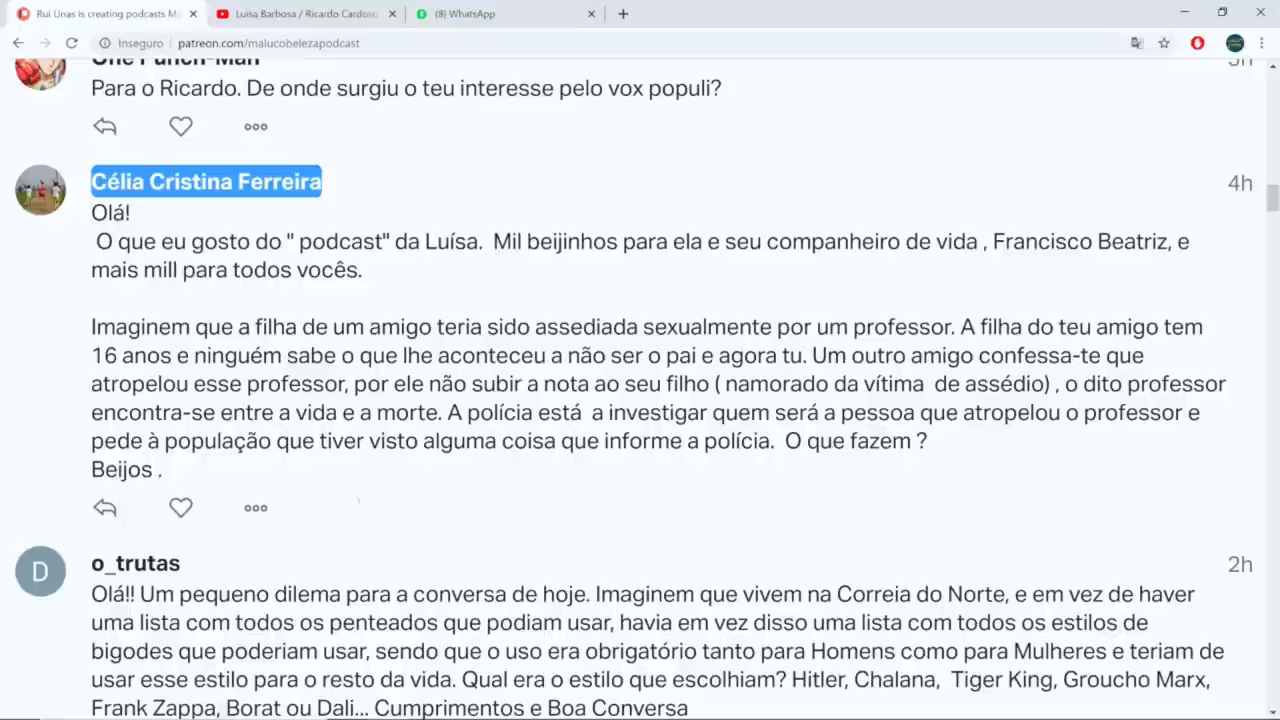 Rui Unas is creating podcasts M
Luísa Barbosa / Ricardo Cardoso
(8) WhatsApp
Inseguro
patreon.com/malucobelezapodcast
One Punch-Man
Para o Ricardo. De onde surgiu o teu interesse pelo vox populi?
Célia Cristina Ferreira
4h
Olá!
O que eu gosto do " podcast" da Luísa.  Mil beijinhos para ela e seu companheiro de vida , Francisco Beatriz, e
mais mill para todos vocês.
Imaginem que a filha de um amigo teria sido assediada sexualmente por um professor. A filha do teu amigo tem
16 anos e ninguém sabe o que lhe aconteceu a não ser o pai e agora tu. Um outro amigo confessa-te que
atropelou esse professor, por ele não subir a nota ao seu filho ( namorado da vítima  de assédio) , o dito professor
encontra-se entre a vida e a morte. A polícia está  a investigar quem será a pessoa que atropelou o professor e
pede à população que tiver visto alguma coisa que informe a polícia.  O que fazem ?
Beijos .
D
o_trutas
2h
Olá!! Um pequeno dilema para a conversa de hoje. Imaginem que vivem na Correia do Norte, e em vez de haver
uma lista com todos os penteados que podiam usar, havia em vez disso uma lista com todos os estilos de
bigodes que poderiam usar, sendo que o uso era obrigatório tanto para Homens como para Mulheres e teriam de
usar esse estilo para o resto da vida. Qual era o estilo que escolhiam? Hitler, Chalana,  Tiger King, Groucho Marx,
Frank Zappa, Borat ou Dali... Cumprimentos e Boa Conversa